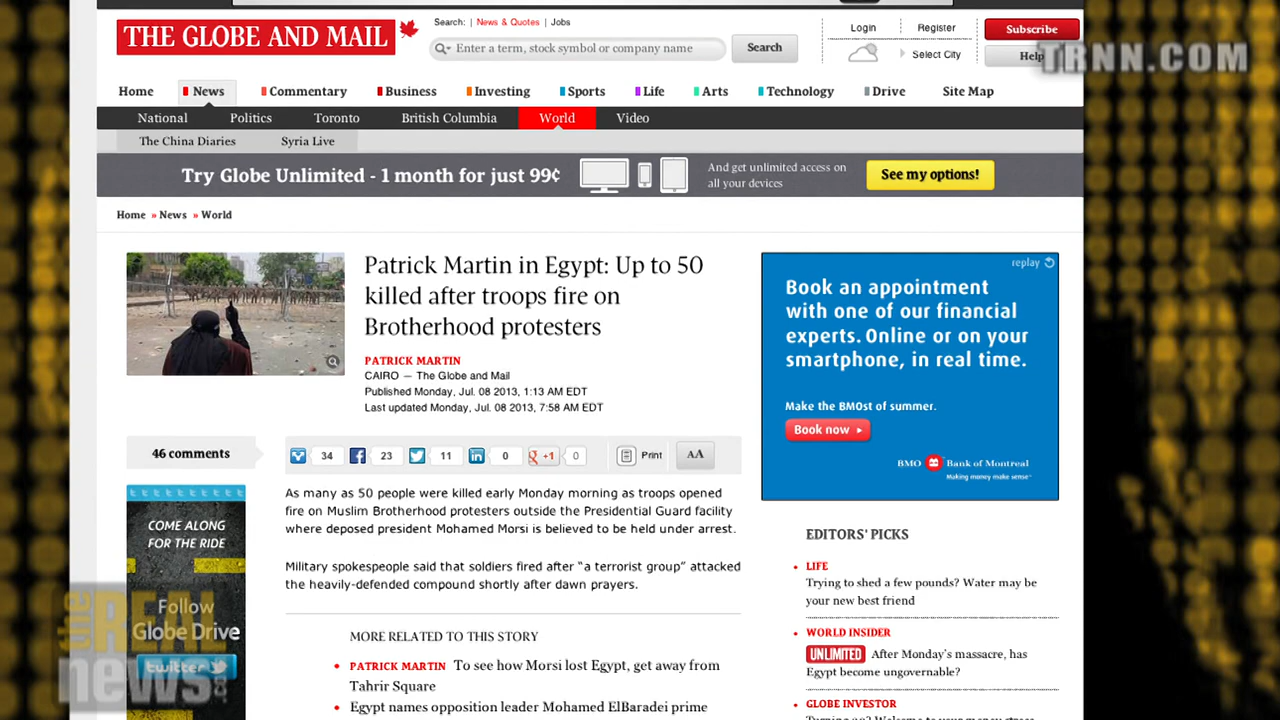 THE GLOBE AND MAIL
Search: | News & Quotes | Jobs
Enter a term, stock symbol or company name
Search
Login
Register
Select City
Subscribe
Help
TRNN.COM
Home News Commentary Business Investing Sports Life Arts Technology Drive Site Map
National Politics Toronto British Columbia World Video
The China Diaries Syria Live
Try Globe Unlimited - 1 month for just 99¢
And get unlimited access on
all your devices
See my options!
Home » News » World
Patrick Martin in Egypt: Up to 50
killed after troops fire on
Brotherhood protesters
PATRICK MARTIN
CAIRO — The Globe and Mail
Published Monday, Jul. 08 2013, 1:13 AM EDT
Last updated Monday, Jul. 08 2013, 7:58 AM EDT
46 comments
34 23 11 in 0 g +1 0 Print AA
As many as 50 people were killed early Monday morning as troops opened
fire on Muslim Brotherhood protesters outside the Presidential Guard facility
where deposed president Mohamed Morsi is believed to be held under arrest.
Military spokespeople said that soldiers fired after “a terrorist group” attacked
the heavily-defended compound shortly after dawn prayers.
MORE RELATED TO THIS STORY
• PATRICK MARTIN To see how Morsi lost Egypt, get away from
Tahrir Square
• Egypt names opposition leader Mohamed ElBaradei prime
COME ALONG
FOR THE RIDE
Follow
Globe Drive
twitter
the REAL
news.com
replay
Book an appointment
with one of our financial
experts. Online or on your
smartphone, in real time.
Make the BMOst of summer.
Book now ▸
BMO Bank of Montreal
Making money make sense
EDITORS’ PICKS
• LIFE
Trying to shed a few pounds? Water may be
your new best friend
• WORLD INSIDER
UNLIMITED After Monday’s massacre, has
Egypt become ungovernable?
• GLOBE INVESTOR